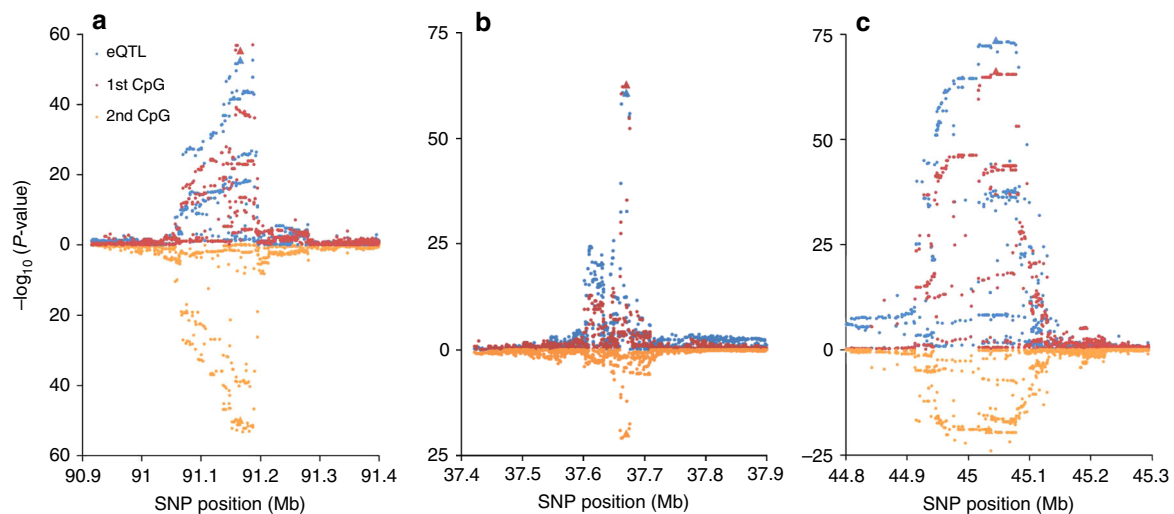 a
60
40
20
0
20
40
60
eQTL
1st CpG
2nd CpG
–log10 (P-value)
90.9 91 91.1 91.2 91.3 91.4
SNP position (Mb)
b
75
50
25
0
25
37.4 37.5 37.6 37.7 37.8 37.9
SNP position (Mb)
c
75
50
25
0
–25
44.8 44.9 45 45.1 45.2 45.3
SNP position (Mb)